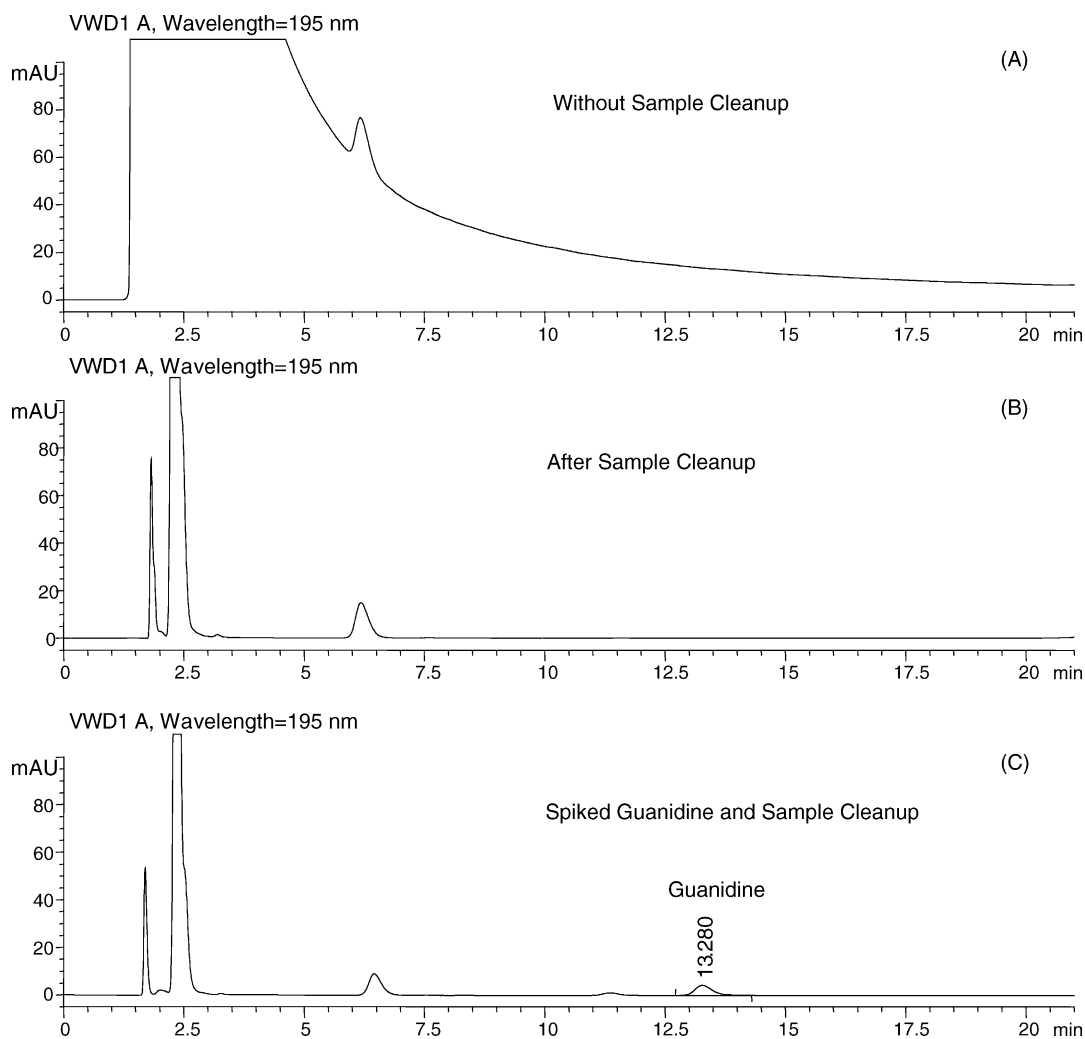 VWD1 A, Wavelength=195 nm
mAU
(A)
Without Sample Cleanup
80
60
40
20
0
0 2.5 5 7.5 10 12.5 15 17.5 20 min
VWD1 A, Wavelength=195 nm
mAU
(B)
After Sample Cleanup
80
60
40
20
0
0 2.5 5 7.5 10 12.5 15 17.5 20 min
VWD1 A, Wavelength=195 nm
mAU
(C)
Spiked Guanidine and Sample Cleanup
80
60
40
20
0
Guanidine
13.280
0 2.5 5 7.5 10 12.5 15 17.5 20 min